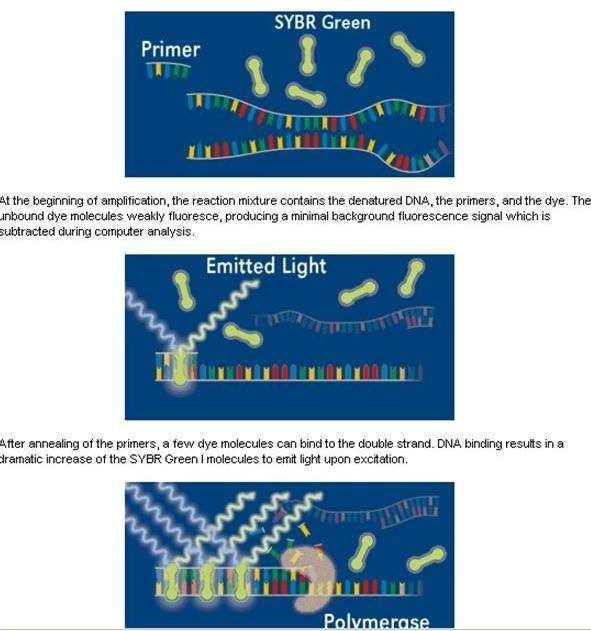 SYBR Green
Primer
At the beginning of amplification, the reaction mixture contains the denatured DNA, the primers, and the dye. The
unbound dye molecules weakly fluoresce, producing a minimal background fluorescence signal which is
subtracted during computer analysis.
Emitted Light
After annealing of the primers, a few dye molecules can bind to the double strand. DNA binding results in a
dramatic increase of the SYBR Green I molecules to emit light upon excitation.
Polymerase